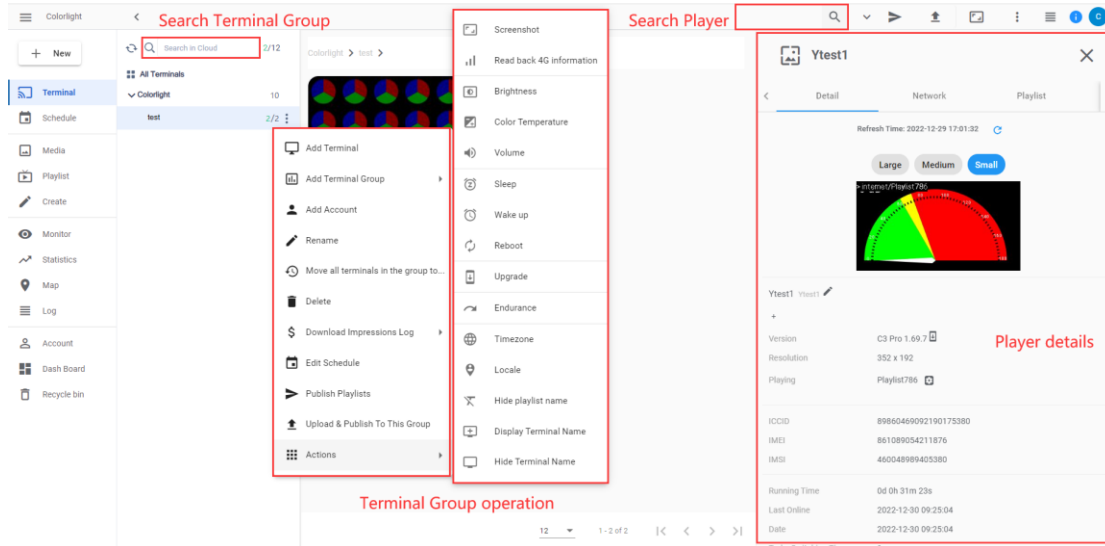 Colorlight
Search Terminal Group
Search Player
New
Search in Cloud
2/12
All Terminals
Colorlight
10
test
2/2
Terminal
Schedule
Media
Playlist
Create
Monitor
Statistics
Map
Log
Account
Dash Board
Recycle bin
Colorlight > test >
Add Terminal
Add Terminal Group
Add Account
Rename
Move all terminals in the group to...
Delete
Download Impressions Log
Edit Schedule
Publish Playlists
Upload & Publish To This Group
Actions
Screenshot
Read back 4G information
Brightness
Color Temperature
Volume
Sleep
Wake up
Reboot
Upgrade
Endurance
Timezone
Locale
Hide playlist name
Display Terminal Name
Hide Terminal Name
Terminal Group operation
12
1 - 2 of 2
C
Ytest1
Detail
Network
Playlist
Refresh Time: 2022-12-29 17:01:32
Large
Medium
Small
> internet/Playlist786
Ytest1 Ytest1
+
Version C3 Pro 1.69.7
Player details
Resolution 352 x 192
Playing Playlist786
ICCID 89860469092190175380
IMEI 861089054211876
IMSI 460048989405380
Running Time 0d 0h 31m 23s
Last Online 2022-12-30 09:25:04
Date 2022-12-30 09:25:04